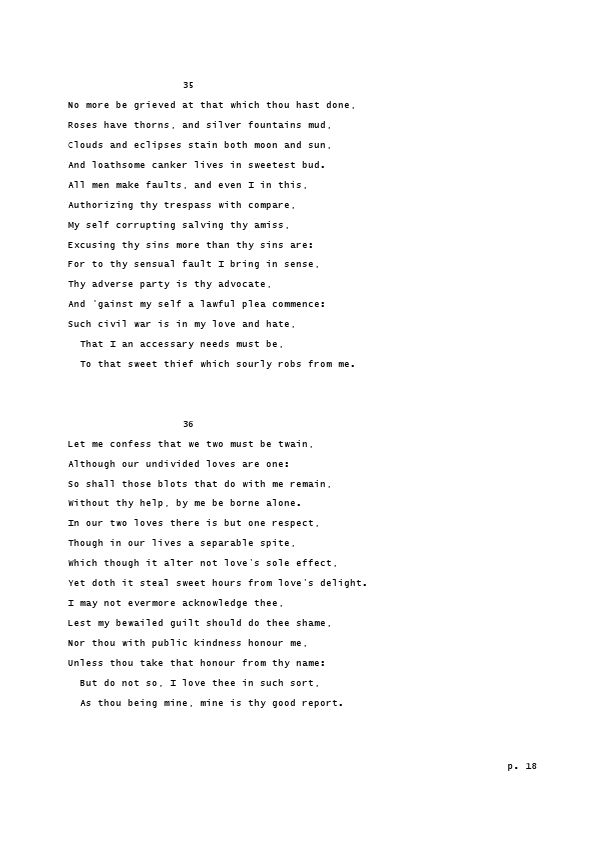 35
No more be grieved at that which thou hast done,
Roses have thorns, and silver fountains mud,
Clouds and eclipses stain both moon and sun,
And loathsome canker lives in sweetest bud.
All men make faults, and even I in this,
Authorizing thy trespass with compare,
My self corrupting salving thy amiss,
Excusing thy sins more than thy sins are:
For to thy sensual fault I bring in sense,
Thy adverse party is thy advocate,
And 'gainst my self a lawful plea commence:
Such civil war is in my love and hate,
  That I an accessary needs must be,
  To that sweet thief which sourly robs from me.
36
Let me confess that we two must be twain,
Although our undivided loves are one:
So shall those blots that do with me remain,
Without thy help, by me be borne alone.
In our two loves there is but one respect,
Though in our lives a separable spite,
Which though it alter not love's sole effect,
Yet doth it steal sweet hours from love's delight.
I may not evermore acknowledge thee,
Lest my bewailed guilt should do thee shame,
Nor thou with public kindness honour me,
Unless thou take that honour from thy name:
  But do not so, I love thee in such sort,
  As thou being mine, mine is thy good report.
p. 18